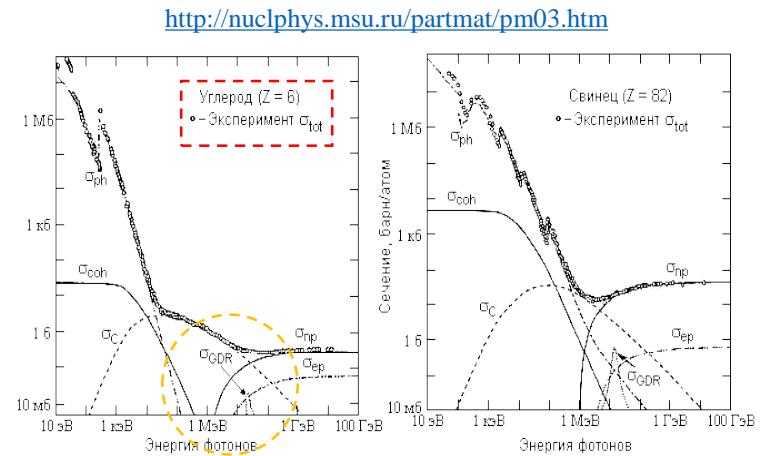 http://nuclphys.msu.ru/partmat/pm03.htm
Углерод (Z = 6)
– Эксперимент σtot
1 Мб
σph
1 кб
σcoh
1 б
σC
σnp
σGDR
σep
10 мб
10 эВ 1 кэВ 1 МэВ 1 ГэВ 100 ГэВ
Энергия фотонов
Свинец (Z = 82)
– Эксперимент σtot
Сечение, барн/атом
1 Мб
σph
σcoh
1 кб
σnp
σC
1 б
σep
σGDR
10 мб
10 эВ 1 кэВ 1 МэВ 1 ГэВ 100 ГэВ
Энергия фотонов